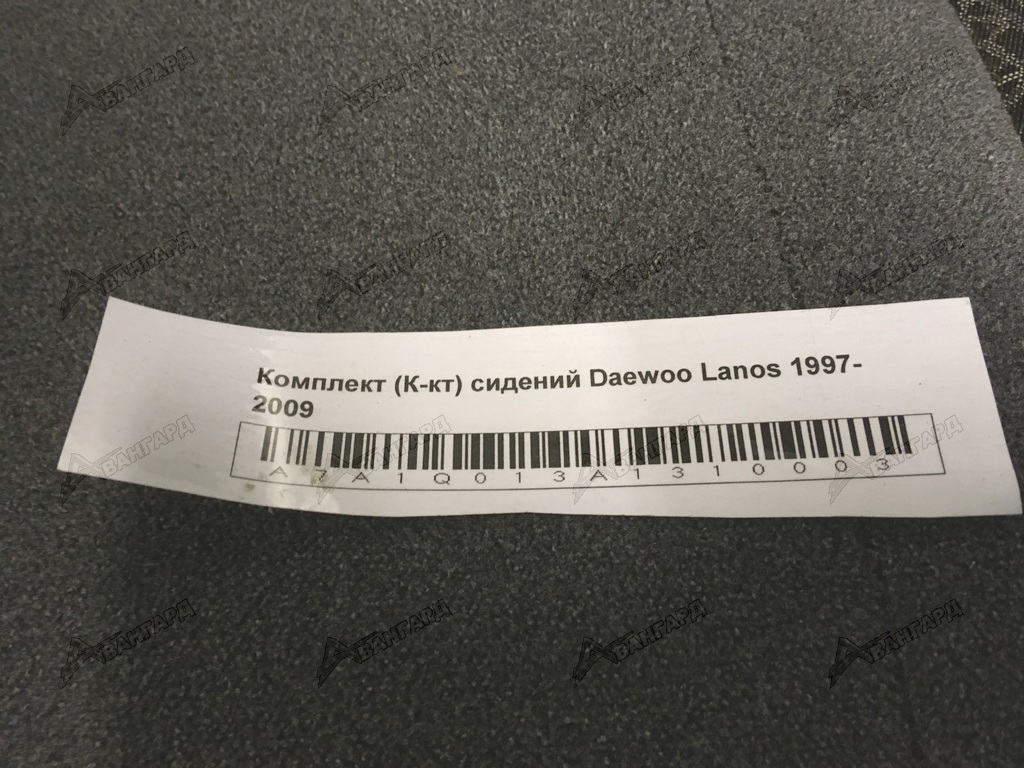 Комплект (К-кт) сидений Daewoo Lanos 1997-
2009
A7A1Q013A1310003
АВАНГАРД